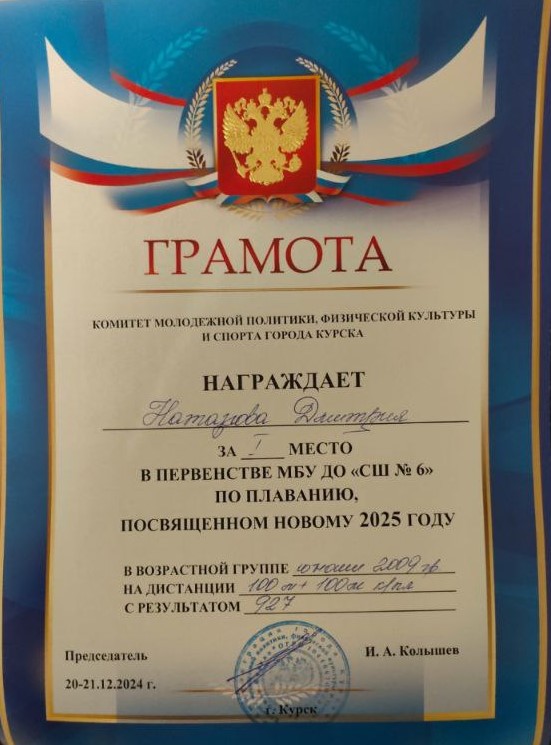 ГРАМОТА
КОМИТЕТ МОЛОДЕЖНОЙ ПОЛИТИКИ, ФИЗИЧЕСКОЙ КУЛЬТУРЫ
И СПОРТА ГОРОДА КУРСКА
НАГРАЖДАЕТ
Дмитрия
ЗА I МЕСТО
В ПЕРВЕНСТВЕ МБУ ДО «СШ № 6»
ПО ПЛАВАНИЮ,
ПОСВЯЩЕННОМ НОВОМУ 2025 ГОДУ
В ВОЗРАСТНОЙ ГРУППЕ юноши 2009 гр
НА ДИСТАНЦИИ 100 м + 100м к/пл
С РЕЗУЛЬТАТОМ 927
Председатель
И. А. Колышев
20-21.12.2024 г.
г. Курск